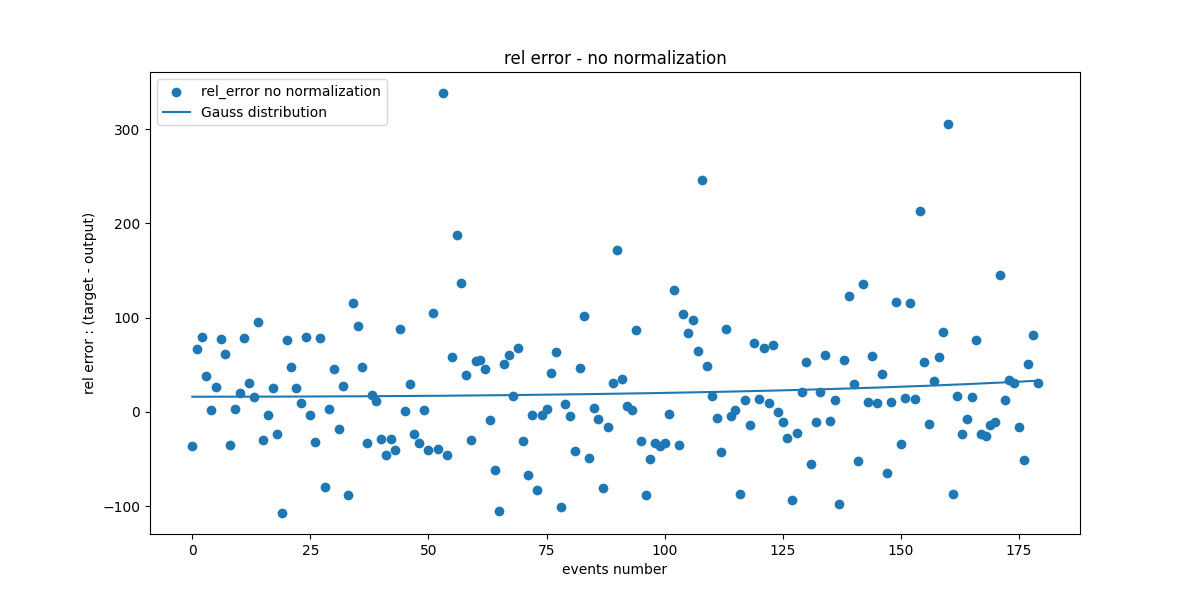 rel error - no normalization
rel_error no normalization
Gauss distribution
rel error : (target - output)
300
200
100
0
−100
0 25 50 75 100 125 150 175
events number